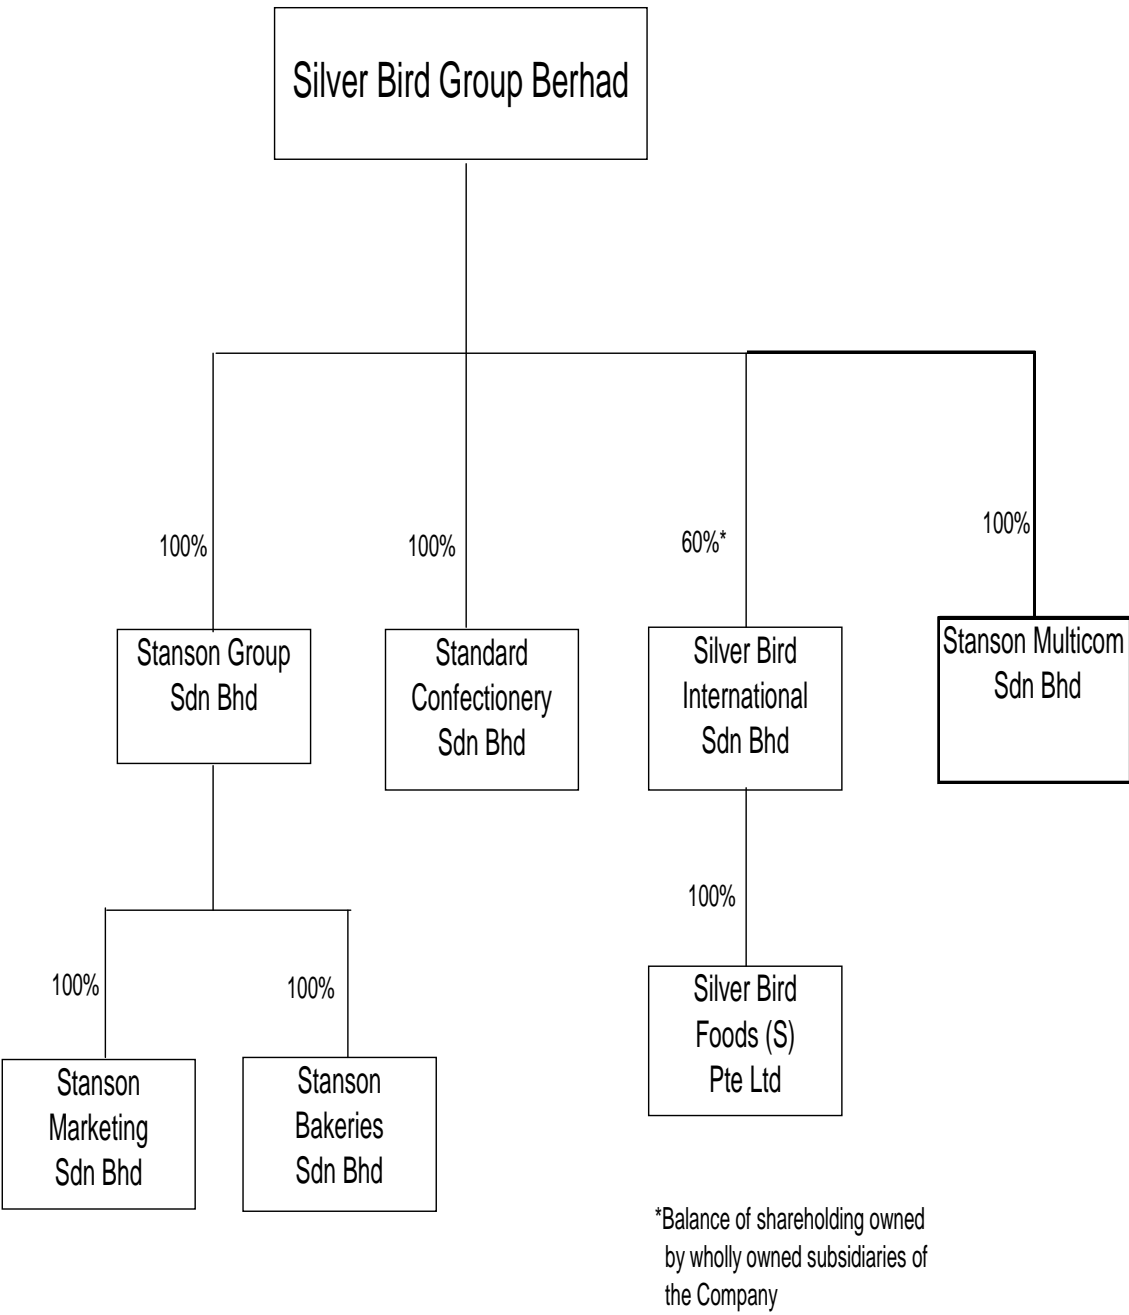 Silver Bird Group Berhad
100%
100%
60%*
100%
Stanson Group
Sdn Bhd
Standard
Confectionery
Sdn Bhd
Silver Bird
International
Sdn Bhd
Stanson Multicom
Sdn Bhd
100%
100%
100%
Stanson
Marketing
Sdn Bhd
Stanson
Bakeries
Sdn Bhd
Silver Bird
Foods (S)
Pte Ltd
*Balance of shareholding owned
by wholly owned subsidiaries of
the Company